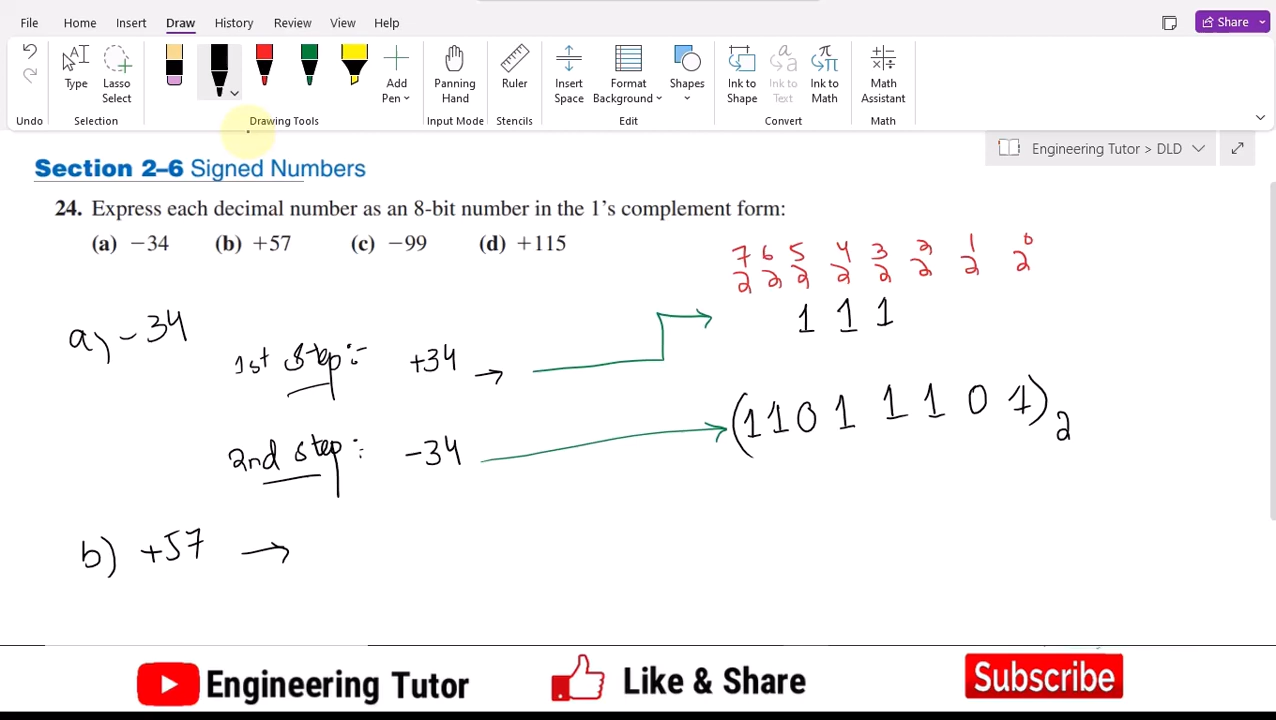 File Home Insert Draw History Review View Help Share
Type Lasso Select Add Pen Panning Hand Ruler Insert Space Format Background Shapes Ink to Shape Ink to Text Ink to Math Math Assistant
Undo Selection Drawing Tools Input Mode Stencils Edit Convert Math
Engineering Tutor > DLD
Section 2–6 Signed Numbers
24. Express each decimal number as an 8-bit number in the 1's complement form:
(a) −34 (b) +57 (c) −99 (d) +115
7 6 5 4 3 2 1 0
2 2 2 2 2 2 2 2
1 1 1
a) -34
1st step:- +34 →
(1 1 0 1 1 1 0 1)2
2nd step: -34
b) +57 →
Engineering Tutor Like & Share Subscribe